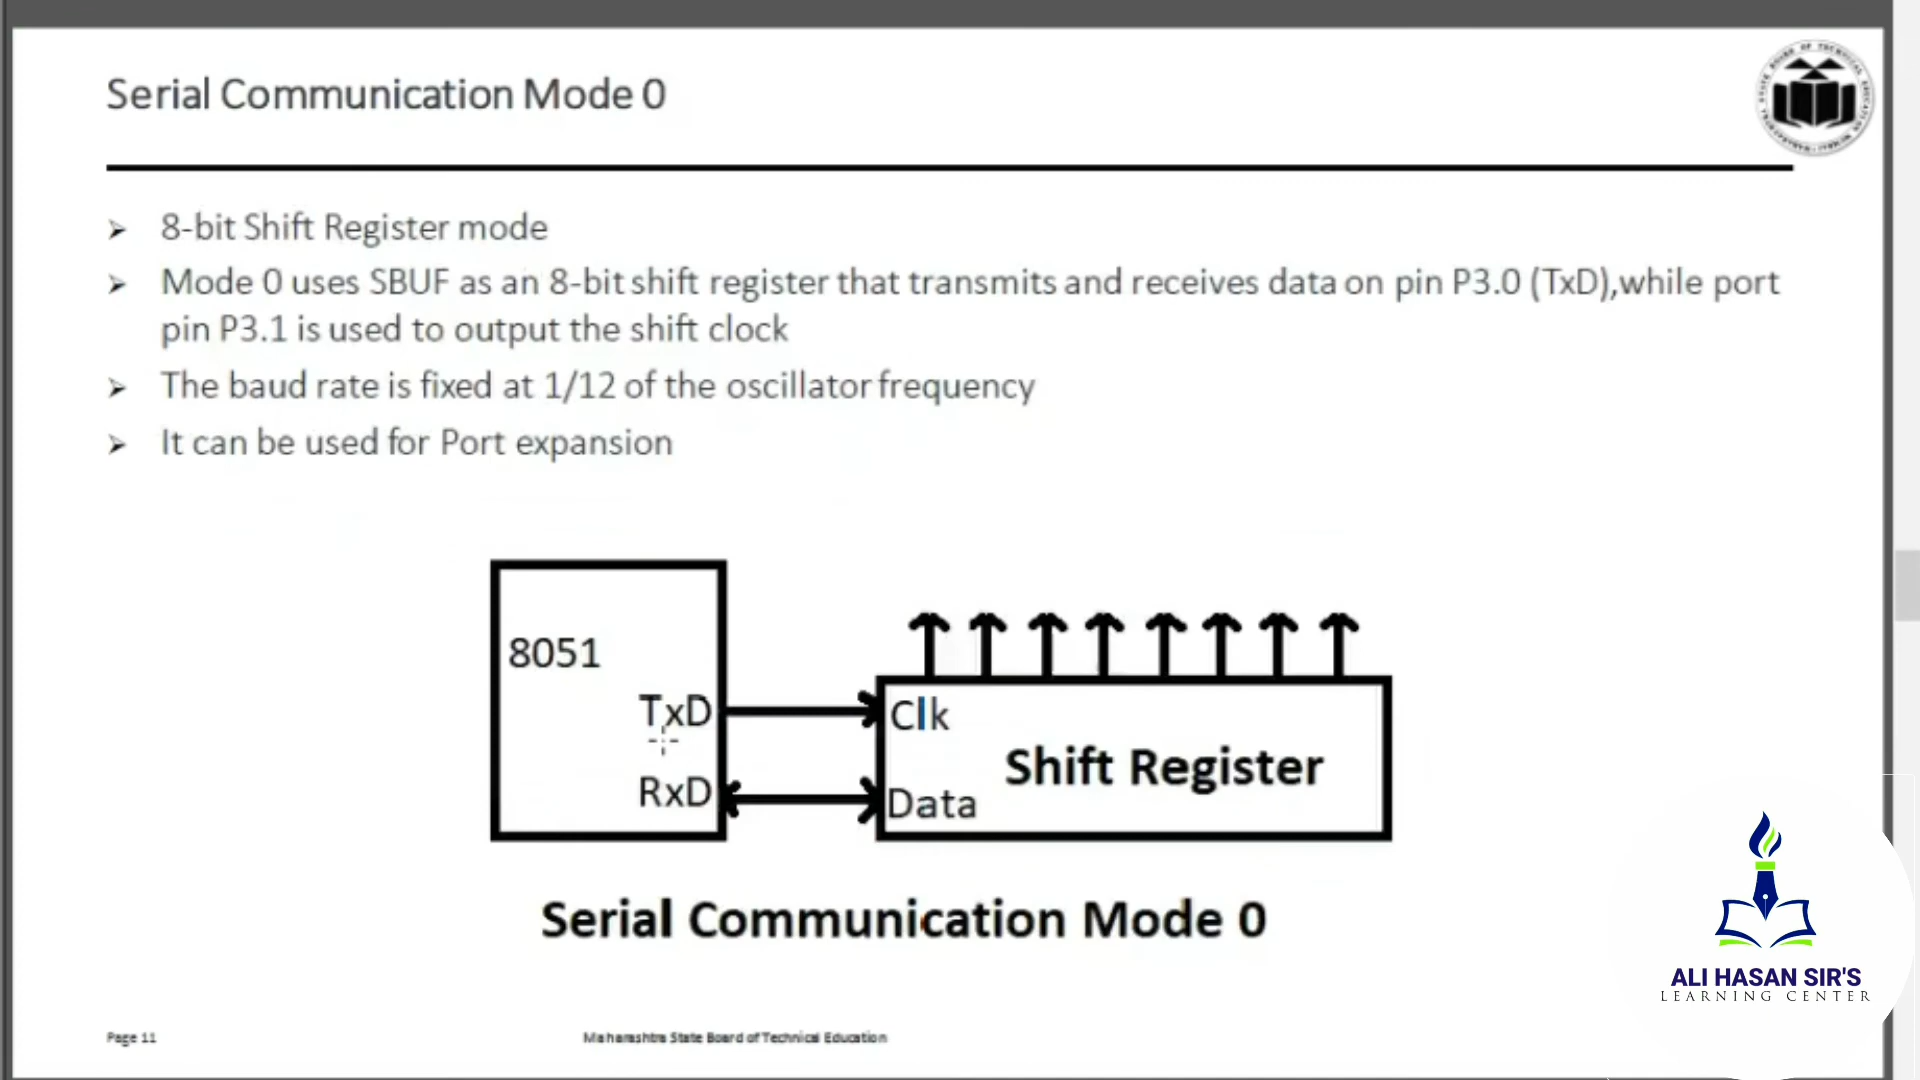 Serial Communication Mode 0
8-bit Shift Register mode
Mode 0 uses SBUF as an 8-bit shift register that transmits and receives data on pin P3.0 (TxD),while port
pin P3.1 is used to output the shift clock
The baud rate is fixed at 1/12 of the oscillator frequency
It can be used for Port expansion
8051
TxD
Clk
Shift Register
RxD
Data
Serial Communication Mode 0
ALI HASAN SIR'S
LEARNING CENTER
Page 11
Maharashtra State Board of Technical Education